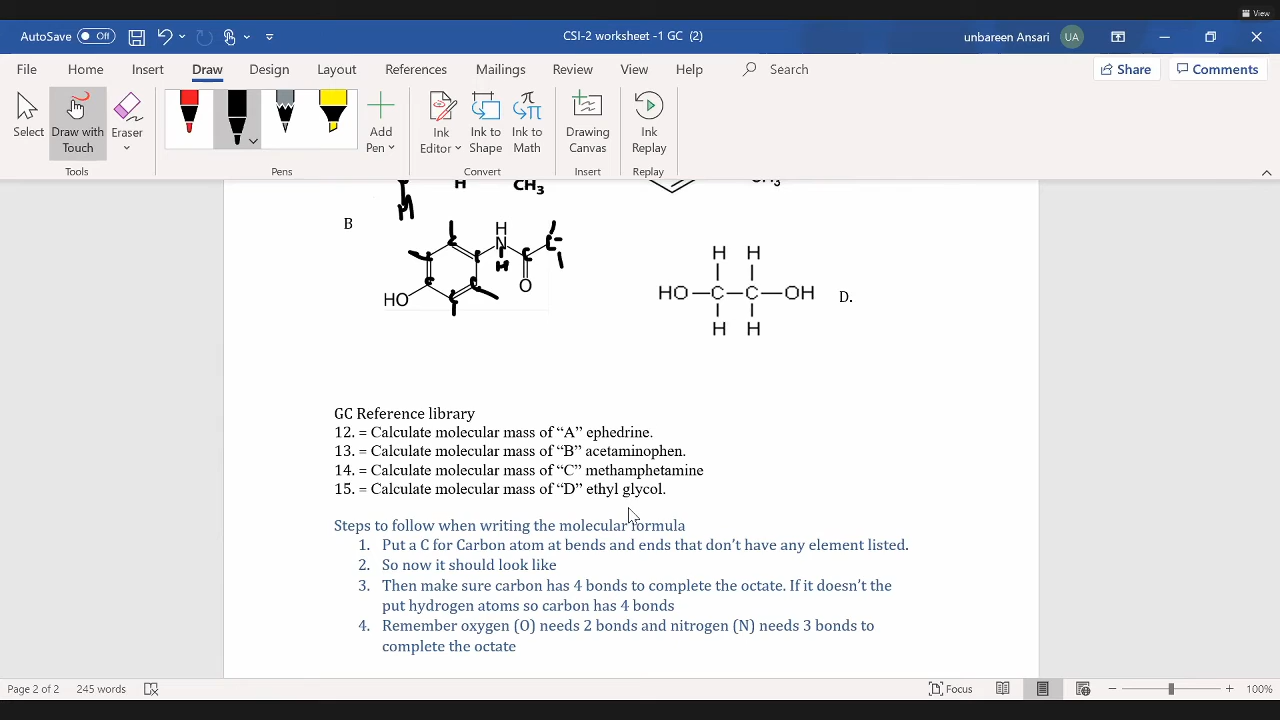 View
AutoSave Off CSI-2 worksheet -1 GC (2) unbareen Ansari UA
File Home Insert Draw Design Layout References Mailings Review View Help Search Share Comments
Select Draw with Touch Eraser Add Pen Ink Editor Ink to Shape Ink to Math Drawing Canvas Ink Replay
Tools Pens Convert Insert Replay
H CH3 CH3
H
B
H
N
H
C
O
HO
H H
HO C C OH D.
H H
GC Reference library
12. = Calculate molecular mass of “A” ephedrine.
13. = Calculate molecular mass of “B” acetaminophen.
14. = Calculate molecular mass of “C” methamphetamine
15. = Calculate molecular mass of “D” ethyl glycol.
Steps to follow when writing the molecular formula
1. Put a C for Carbon atom at bends and ends that don’t have any element listed.
2. So now it should look like
3. Then make sure carbon has 4 bonds to complete the octate. If it doesn’t the
put hydrogen atoms so carbon has 4 bonds
4. Remember oxygen (O) needs 2 bonds and nitrogen (N) needs 3 bonds to
complete the octate
Page 2 of 2 245 words Focus 100%